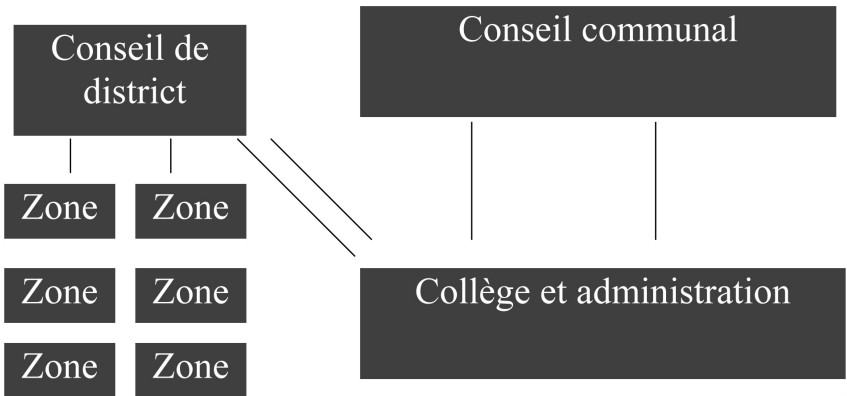 Conseil de
district
Conseil communal
Zone
Zone
Zone
Zone
Collège et administration
Zone
Zone